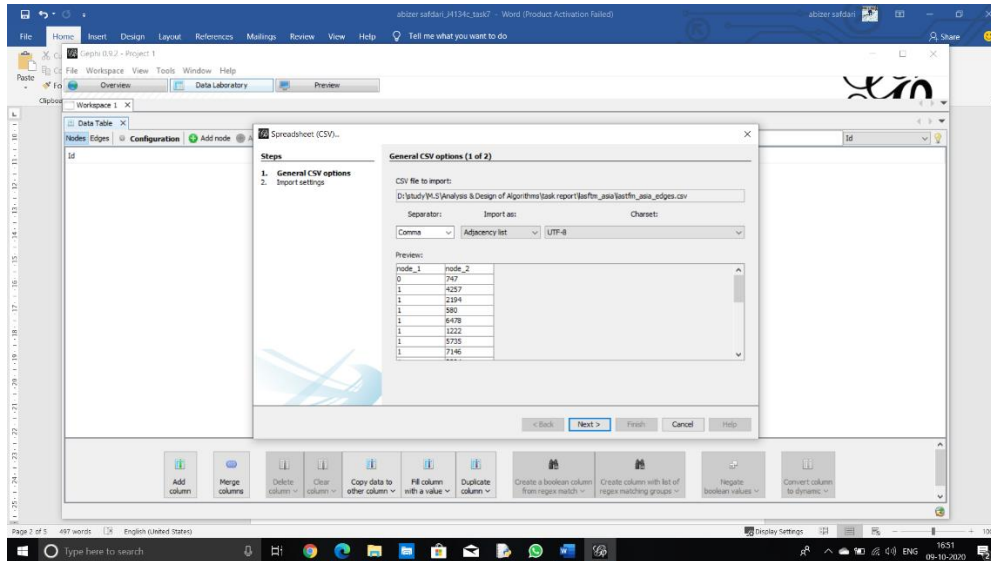 abizer safdari_J4134c_task7 - Word (Product Activation Failed)
abizer safdari
File Home Insert Design Layout References Mailings Review View Help Tell me what you want to do Share
Paste
Clipboa
Gephi 0.9.2 - Project 1
File Workspace View Tools Window Help
Overview Data Laboratory Preview
Workspace 1 X
Data Table X
Nodes Edges Configuration Add node Id
Id
Spreadsheet (CSV)...
Steps
1. General CSV options
2. Import settings
General CSV options (1 of 2)
CSV file to import:
D:\study\M.S\Analysis & Design of Algorithms\task report\lasftm_asia\lastfm_asia_edges.csv
Separator: Import as: Charset:
Comma Adjacency list UTF-8
Preview:
node_1 node_2
0 747
1 4257
1 2194
1 580
1 6478
1 1222
1 5735
1 7146
< Back Next > Finish Cancel Help
Add column
Merge columns
Delete column
Clear column
Copy data to other column
Fill column with a value
Duplicate column
Create a boolean column from regex match
Create column with list of regex matching groups
Negate boolean values
Convert column to dynamic
Page 2 of 5 497 words English (United States) Display Settings
Type here to search
ENG
16:51
09-10-2020